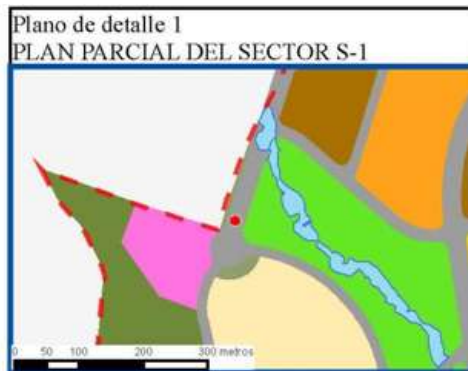 Plano de detalle 1
PLAN PARCIAL DEL SECTOR S-1
0 50 100 200 300 metros